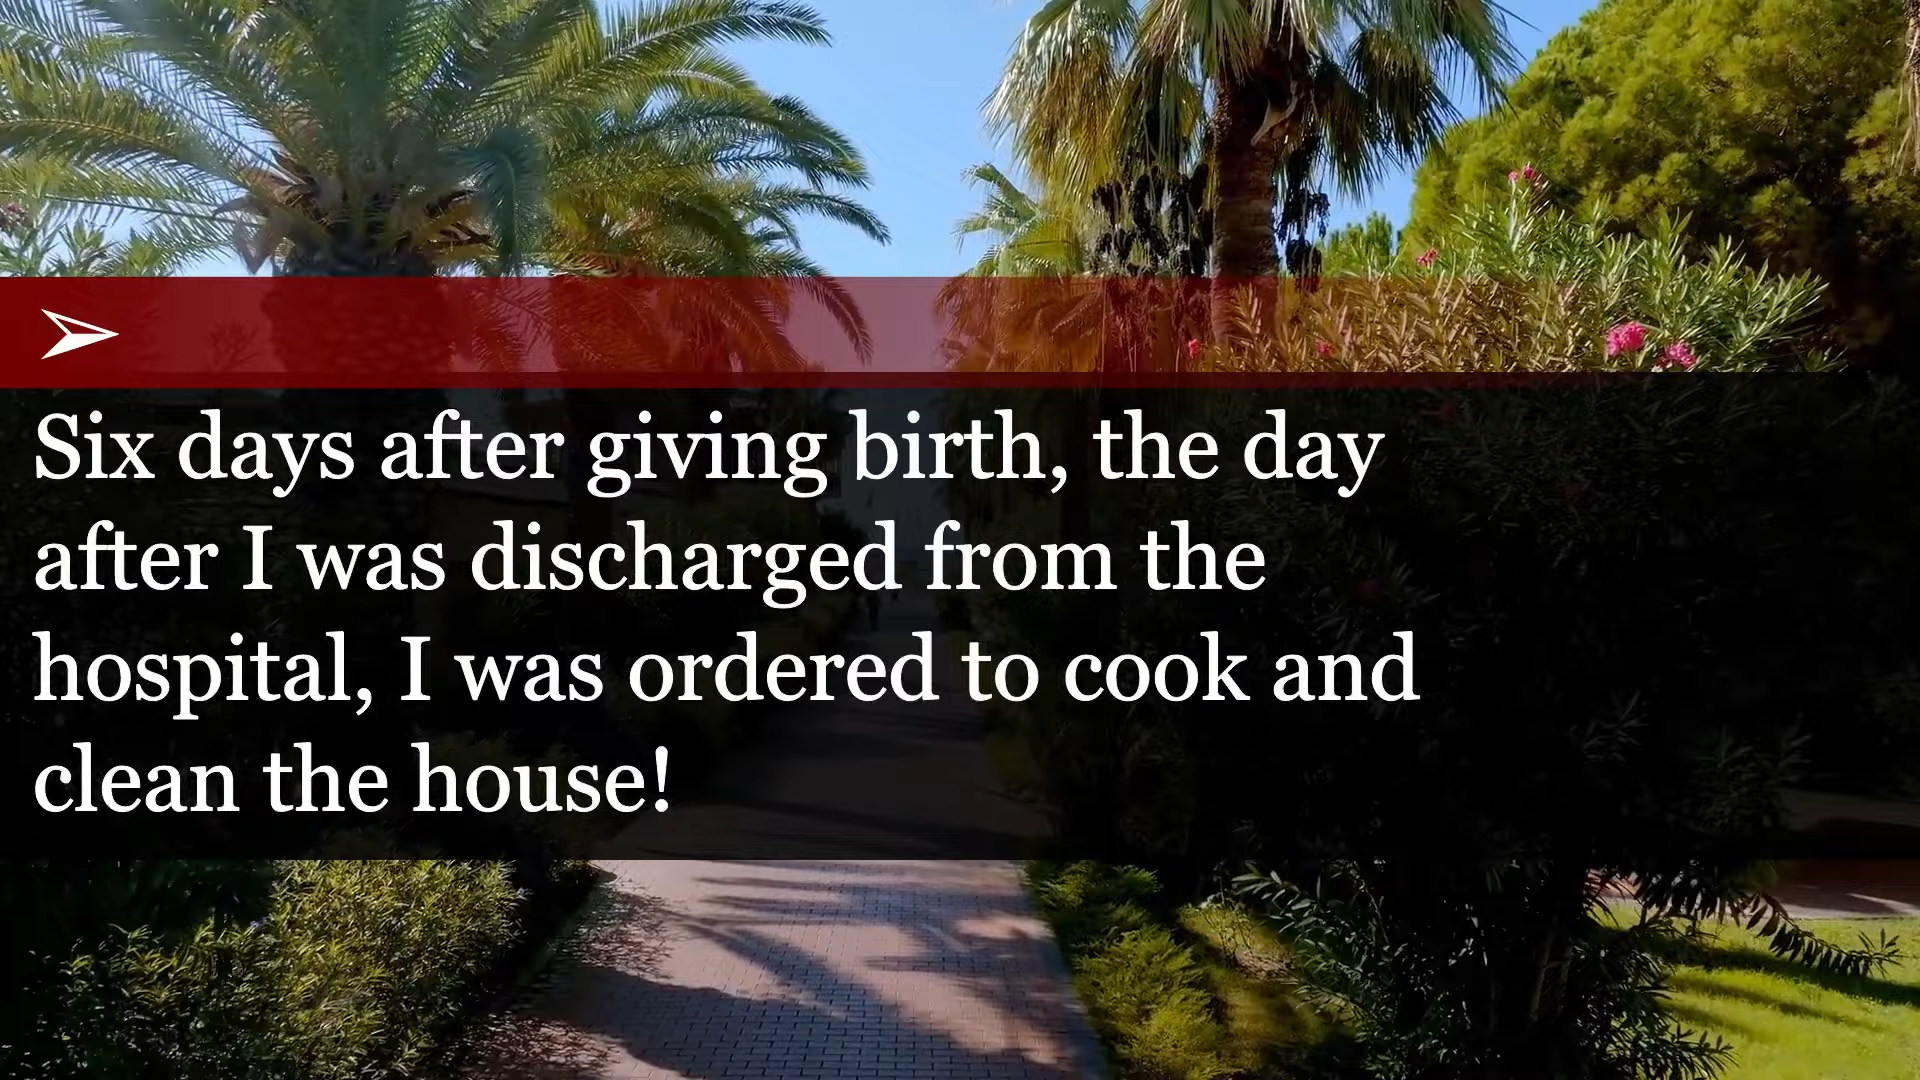 Six days after giving birth, the day
after I was discharged from the
hospital, I was ordered to cook and
clean the house!